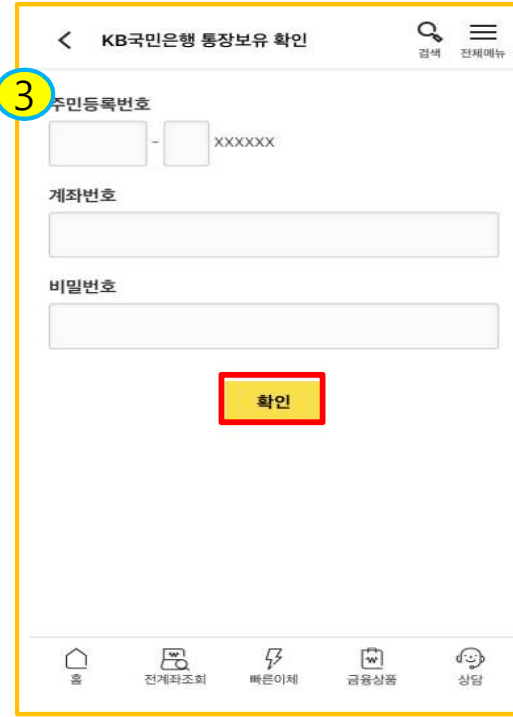 KB국민은행 통장보유 확인
검색 전체메뉴
3
주민등록번호
- xxxxxx
계좌번호
비밀번호
확인
홈 전계좌조회 빠른이체 금융상품 상담